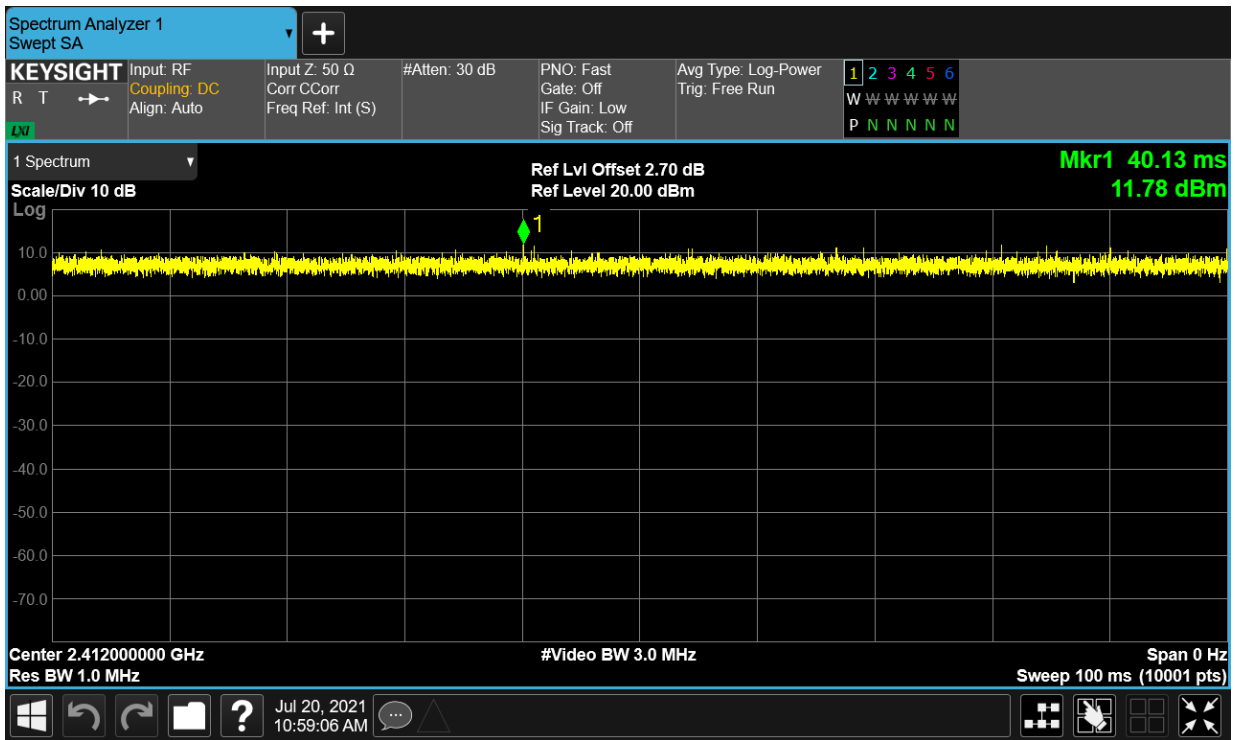 Spectrum Analyzer 1
Swept SA
▼
+
KEYSIGHT
R T
LXI
Input: RF
Coupling: DC
Align: Auto
Input Z: 50 Ω
Corr CCorr
Freq Ref: Int (S)
#Atten: 30 dB
PNO: Fast
Gate: Off
IF Gain: Low
Sig Track: Off
Avg Type: Log-Power
Trig: Free Run
1 2 3 4 5 6
W W W W W W
P N N N N N
1 Spectrum ▼
Scale/Div 10 dB
Log
Ref Lvl Offset 2.70 dB
Ref Level 20.00 dBm
Mkr1 40.13 ms
11.78 dBm
1
10.0
0.00
-10.0
-20.0
-30.0
-40.0
-50.0
-60.0
-70.0
Center 2.412000000 GHz
Res BW 1.0 MHz
#Video BW 3.0 MHz
Span 0 Hz
Sweep 100 ms (10001 pts)
?
Jul 20, 2021
10:59:06 AM